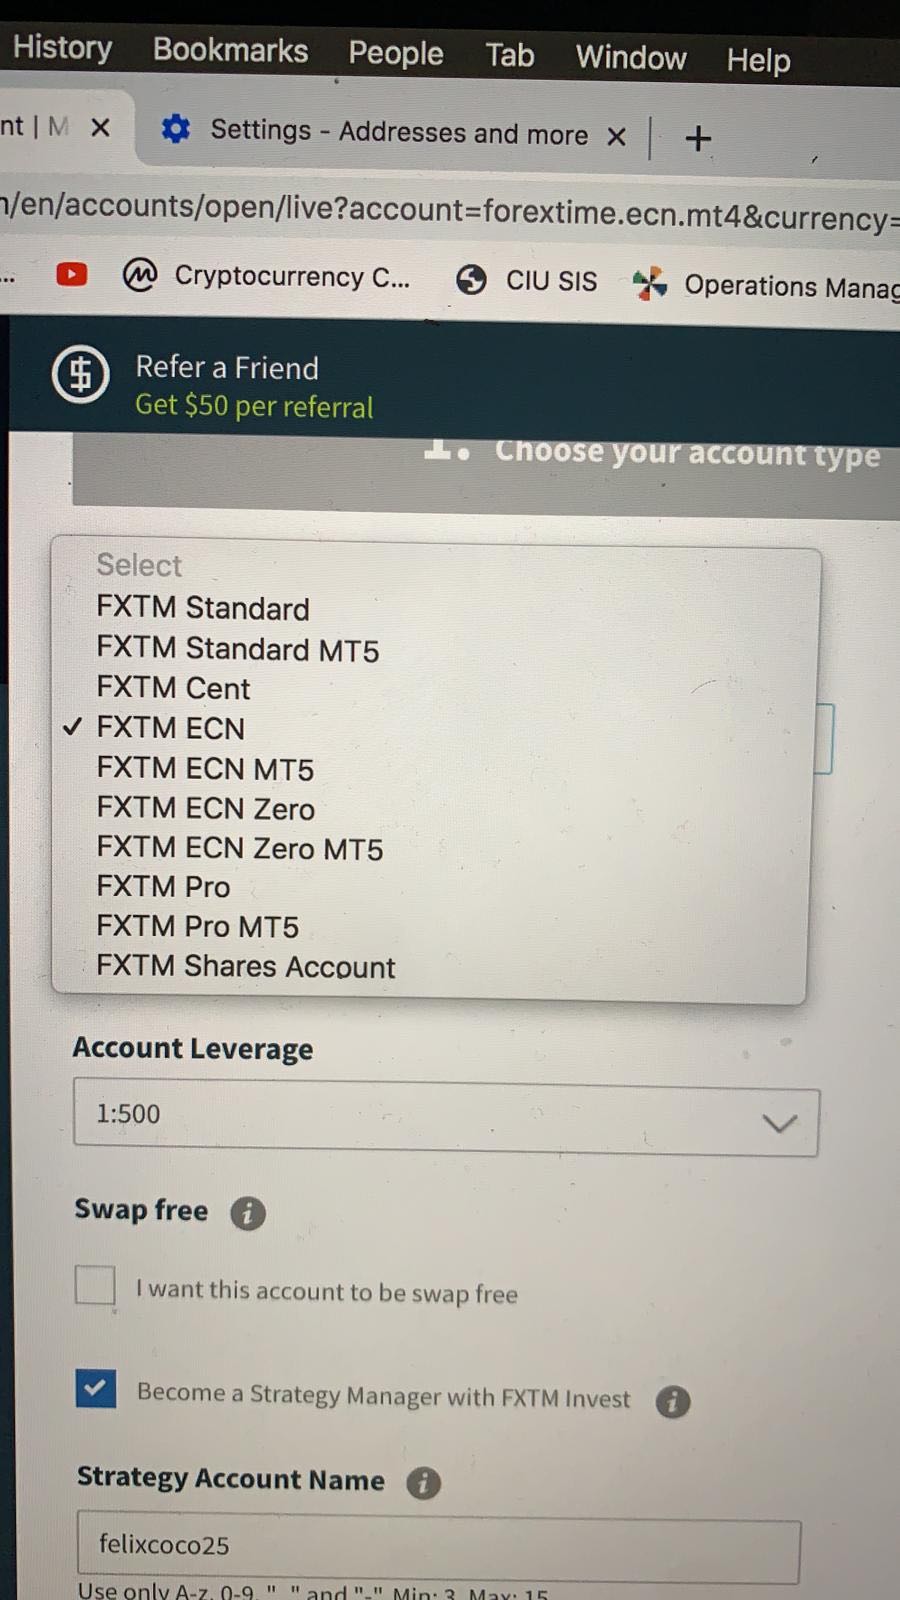 History Bookmarks People Tab Window Help
nt | M Settings - Addresses and more
/en/accounts/open/live?account=forextime.ecn.mt4&currency=
... Cryptocurrency C... CIU SIS Operations Manag
Refer a Friend
Get $50 per referral
1. Choose your account type
Select
FXTM Standard
FXTM Standard MT5
FXTM Cent
✓ FXTM ECN
FXTM ECN MT5
FXTM ECN Zero
FXTM ECN Zero MT5
FXTM Pro
FXTM Pro MT5
FXTM Shares Account
Account Leverage
1:500
Swap free i
I want this account to be swap free
Become a Strategy Manager with FXTM Invest i
Strategy Account Name i
felixcoco25
Use only A-z, 0-9, "_" and "-" Min: 3, Max: 15